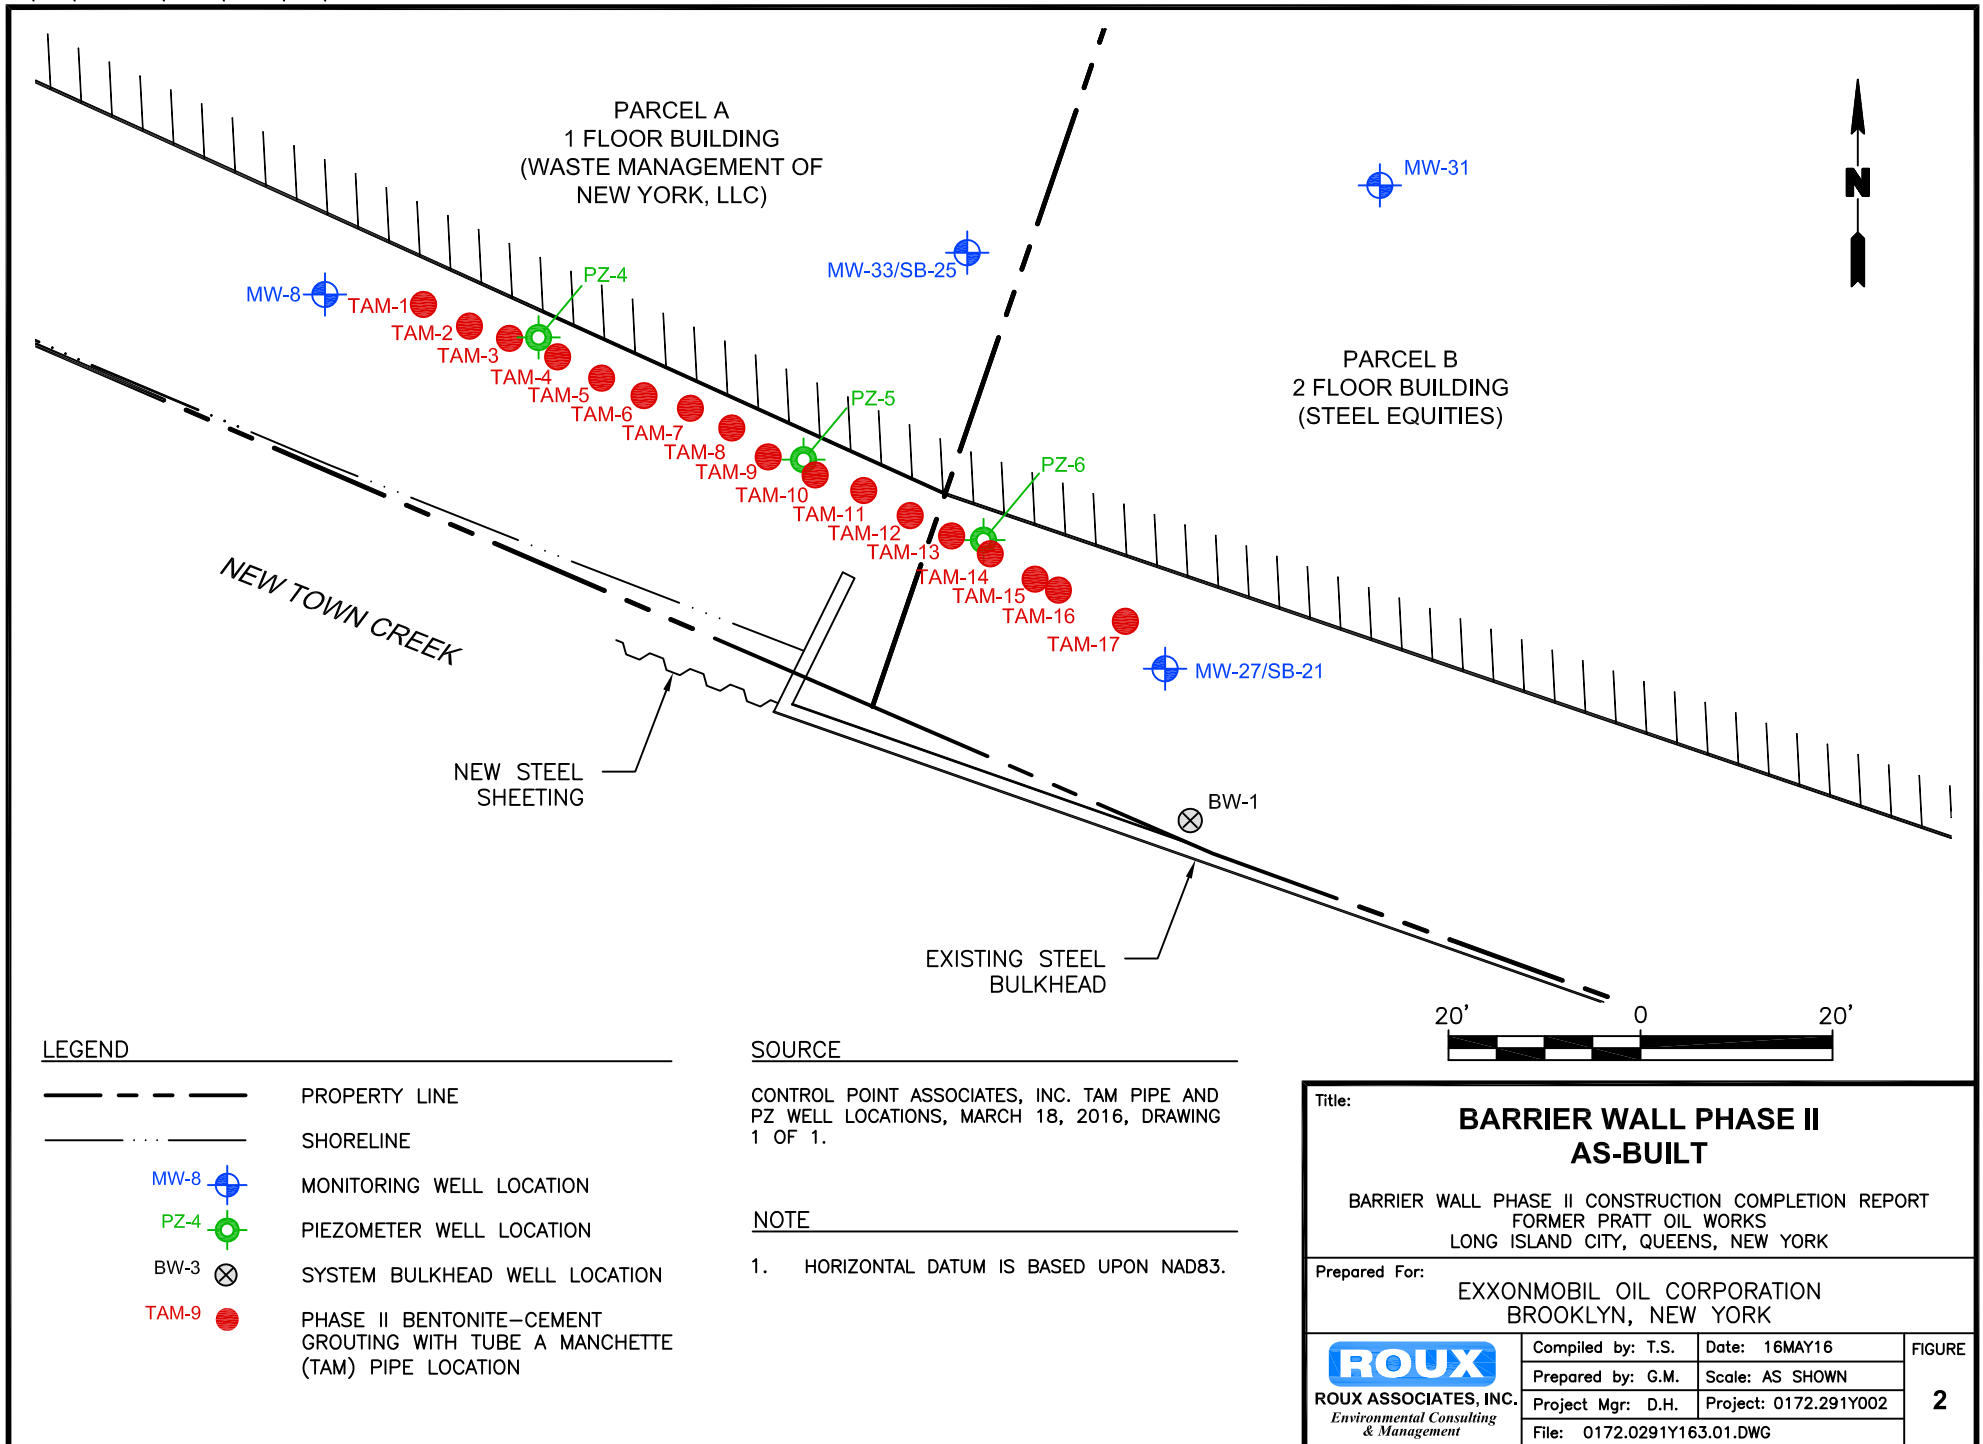 PARCEL A
1 FLOOR BUILDING
(WASTE MANAGEMENT OF
NEW YORK, LLC)
MW-31
N
MW-33/SB-25
PZ-4
MW-8
TAM-1
TAM-2
TAM-3
TAM-4
TAM-5
TAM-6
TAM-7
TAM-8
TAM-9
TAM-10
TAM-11
TAM-12
TAM-13
TAM-14
TAM-15
TAM-16
TAM-17
PZ-5
PZ-6
PARCEL B
2 FLOOR BUILDING
(STEEL EQUITIES)
MW-27/SB-21
NEW TOWN CREEK
NEW STEEL
SHEETING
BW-1
EXISTING STEEL
BULKHEAD
20' 0 20'
LEGEND
PROPERTY LINE
SHORELINE
MW-8 MONITORING WELL LOCATION
PZ-4 PIEZOMETER WELL LOCATION
BW-3 SYSTEM BULKHEAD WELL LOCATION
TAM-9 PHASE II BENTONITE-CEMENT
GROUTING WITH TUBE A MANCHETTE
(TAM) PIPE LOCATION
SOURCE
CONTROL POINT ASSOCIATES, INC. TAM PIPE AND
PZ WELL LOCATIONS, MARCH 18, 2016, DRAWING
1 OF 1.
NOTE
1. HORIZONTAL DATUM IS BASED UPON NAD83.
Title:
BARRIER WALL PHASE II
AS-BUILT
BARRIER WALL PHASE II CONSTRUCTION COMPLETION REPORT
FORMER PRATT OIL WORKS
LONG ISLAND CITY, QUEENS, NEW YORK
Prepared For:
EXXONMOBIL OIL CORPORATION
BROOKLYN, NEW YORK
ROUX
ROUX ASSOCIATES, INC.
Environmental Consulting
& Management
Compiled by: T.S. Date: 16MAY16
Prepared by: G.M. Scale: AS SHOWN
Project Mgr: D.H. Project: 0172.291Y002
File: 0172.0291Y163.01.DWG
FIGURE
2